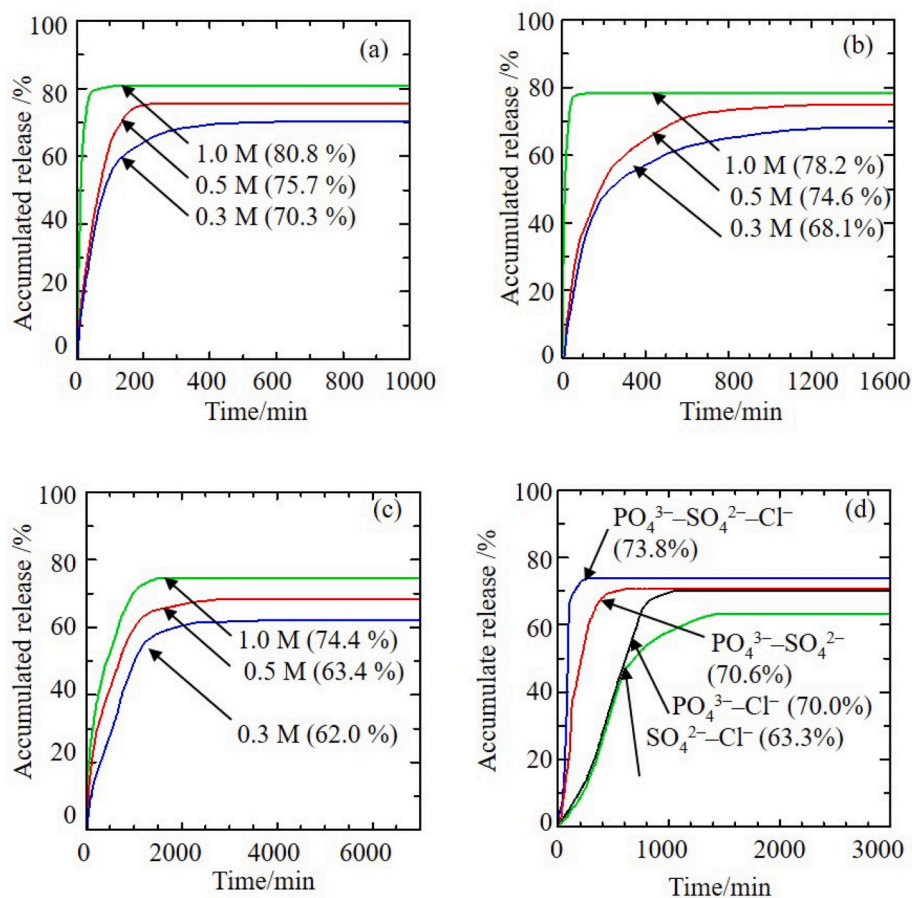 100
80
60
40
20
0
Accumulated release /%
(a)
1.0 M (80.8 %)
0.5 M (75.7 %)
0.3 M (70.3 %)
0 200 400 600 800 1000
Time/min
100
80
60
40
20
0
Accumulated release /%
(b)
1.0 M (78.2 %)
0.5 M (74.6 %)
0.3 M (68.1%)
0 400 800 1200 1600
Time/min
100
80
60
40
20
0
Accumulated release /%
(c)
1.0 M (74.4 %)
0.5 M (63.4 %)
0.3 M (62.0 %)
0 2000 4000 6000
Time/min
100
80
60
40
20
0
Accumulate release /%
(d)
PO₄³⁻–SO₄²⁻–Cl⁻
(73.8%)
PO₄³⁻–SO₄²⁻
(70.6%)
PO₄³⁻–Cl⁻ (70.0%)
SO₄²⁻–Cl⁻ (63.3%)
0 1000 2000 3000
Time/min